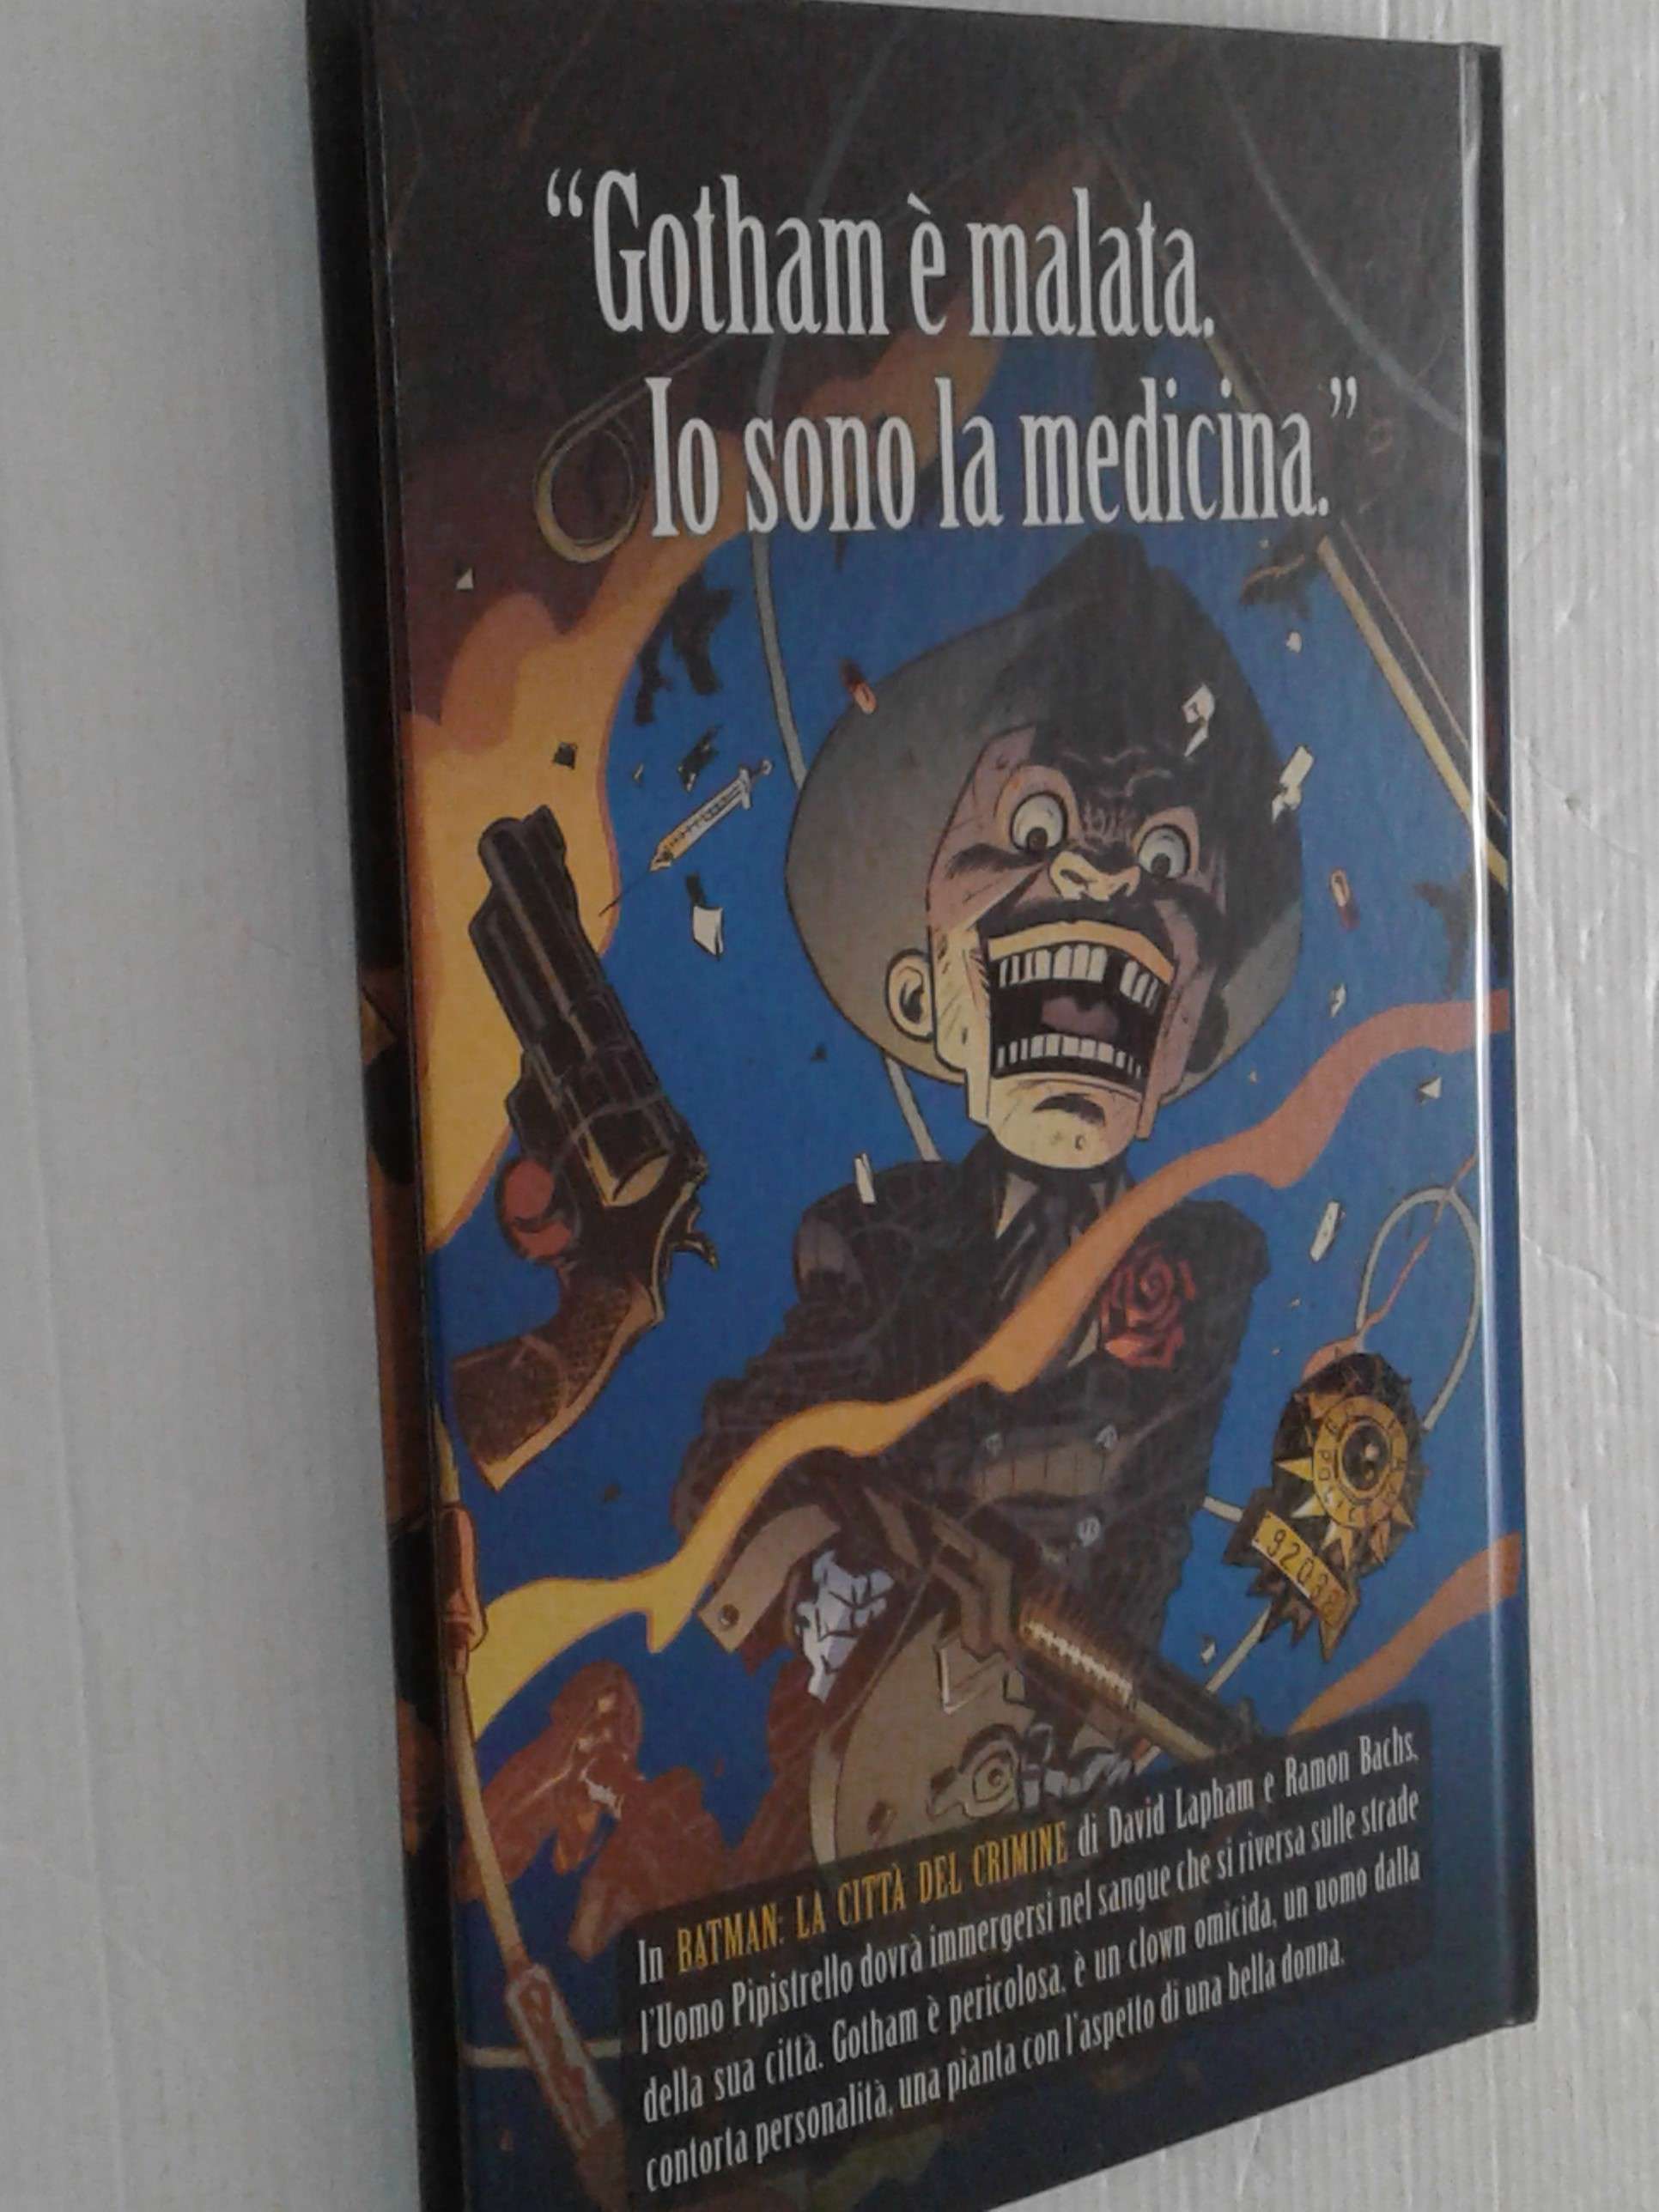 “Gotham è malata.
Io sono la medicina.”
In BATMAN: LA CITTÀ DEL CRIMINE di David Lapham e Ramon Bachs,
l’Uomo Pipistrello dovrà immergersi nel sangue che si riversa sulle strade
della sua città. Gotham è pericolosa, è un clown omicida, un uomo dalla
contorta personalità, una pianta con l’aspetto di una bella donna.